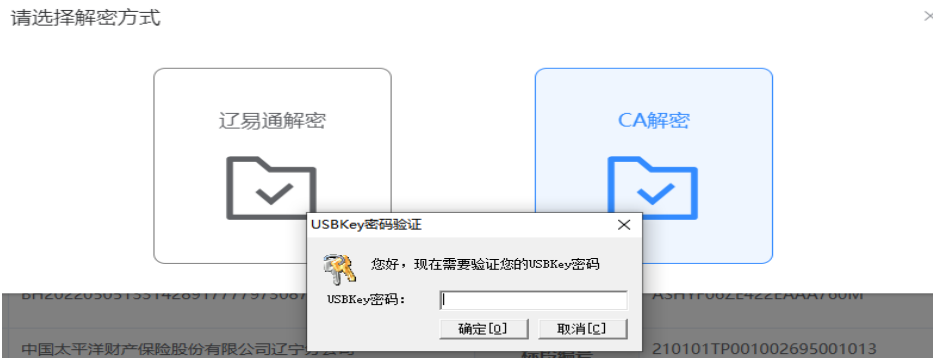 请选择解密方式
辽易通解密
CA解密
USBKey密码验证
您好，现在需要验证您的USBKey密码
USBKey密码：
确定[O]
取消[C]
中国太平洋财产保险股份有限公司辽宁分公司
210101TP001002695001013